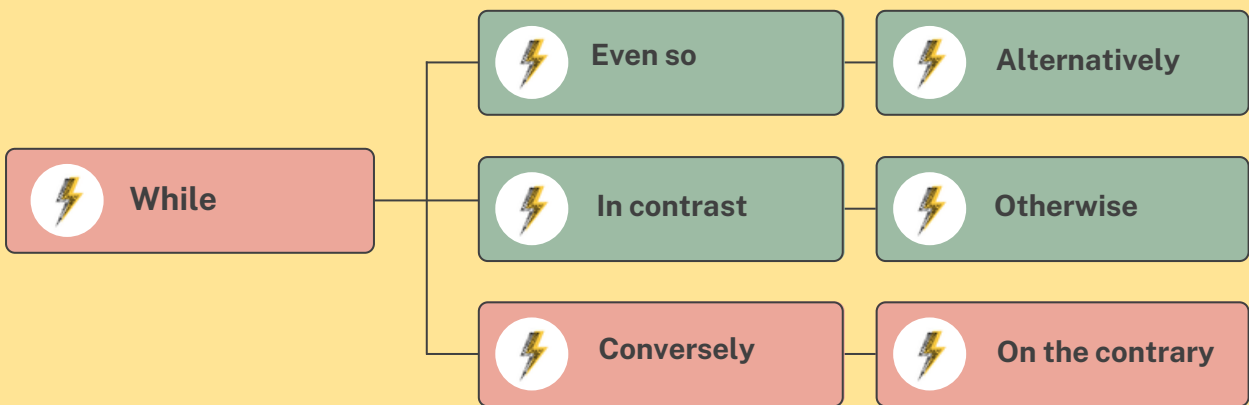 While
Even so
Alternatively
In contrast
Otherwise
Conversely
On the contrary